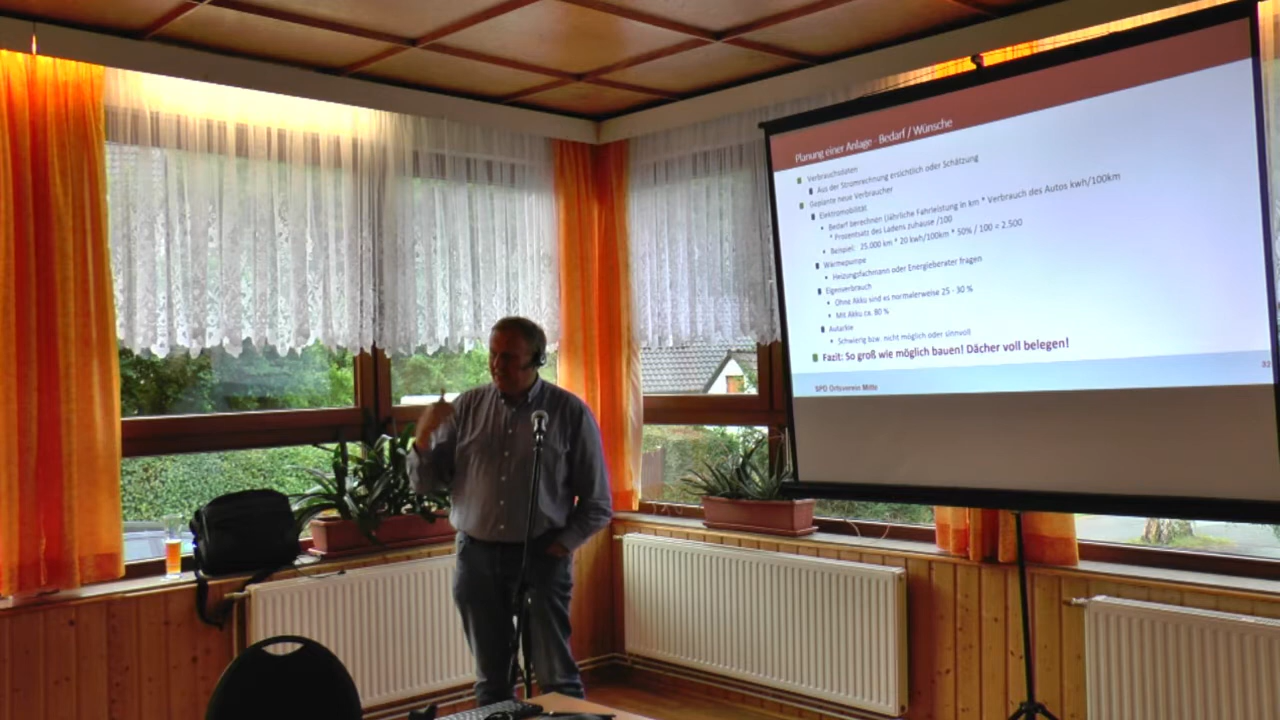 Planung einer Anlage - Bedarf / Wünsche
Verbrauchsdaten
Aus der Stromrechnung ersichtlich oder Schätzung
Geplante neue Verbraucher
Elektromobilität
Bedarf berechnen (Jährliche Fahrleistung in km * Verbrauch des Autos kwh/100km
* Prozentsatz des Ladens zuhause /100
Beispiel: 25.000 km * 20 kwh/100km * 50% / 100 = 2.500
Wärmepumpe
Heizungsfachmann oder Energieberater fragen
Eigenverbrauch
Ohne Akku sind es normalerweise 25 - 30 %
Mit Akku ca. 80 %
Autarkie
Schwierig bzw. nicht möglich oder sinnvoll
Fazit: So groß wie möglich bauen! Dächer voll belegen!
SPD Ortsverein Mitte